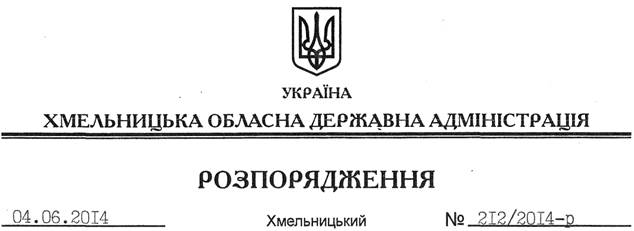 УКРАЇНА
ХМЕЛЬНИЦЬКА ОБЛАСНА ДЕРЖАВНА АДМІНІСТРАЦІЯ
РОЗПОРЯДЖЕННЯ
04.06.2014 Хмельницький № 212/2014-р